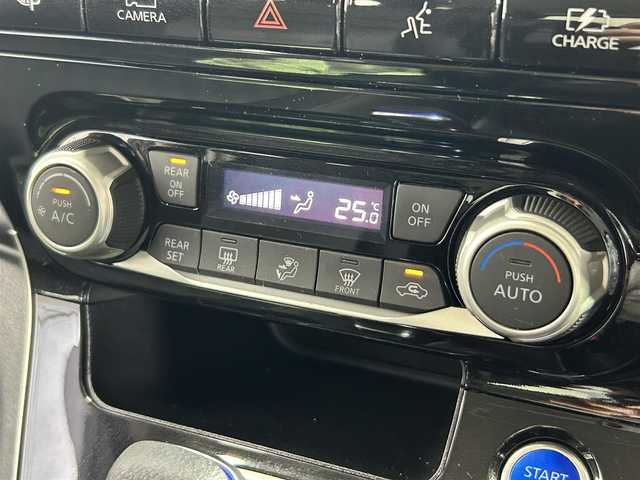 CAMERA
CHARGE
REAR
ON
OFF
25.0
°C
ON
OFF
PUSH
A/C
REAR
SET
REAR
FRONT
PUSH
AUTO
START